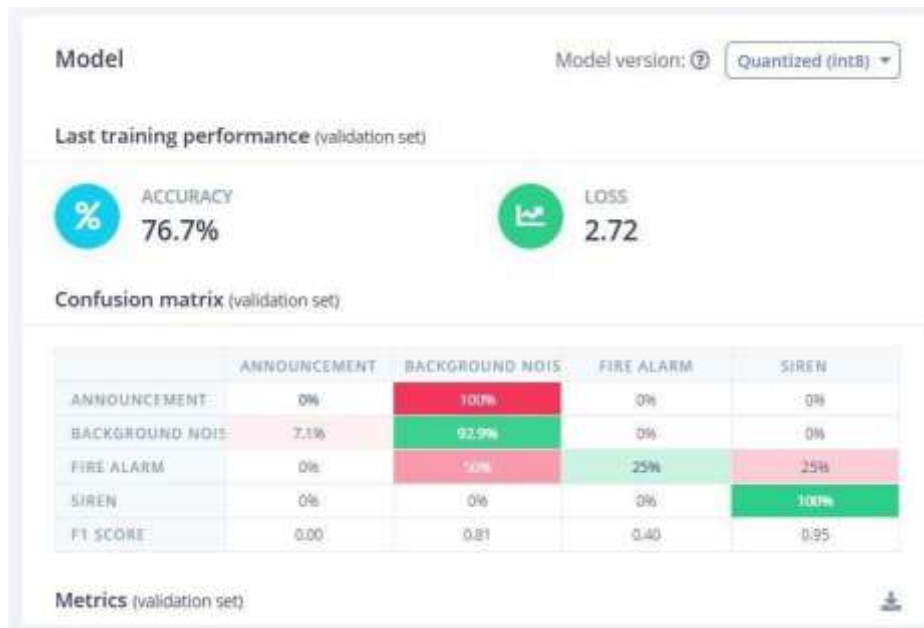 Model Model version: Quantized (int8)
Last training performance (validation set)
ACCURACY LOSS
% 76.7% 2.72
Confusion matrix (validation set)
ANNOUNCEMENT BACKGROUND NOIS FIRE ALARM SIREN
ANNOUNCEMENT 0% 100% 0% 0%
BACKGROUND NOIS 7.1% 92.9% 0% 0%
FIRE ALARM 0% 50% 25% 25%
SIREN 0% 0% 0% 100%
F1 SCORE 0.00 0.81 0.40 0.95
Metrics (validation set)